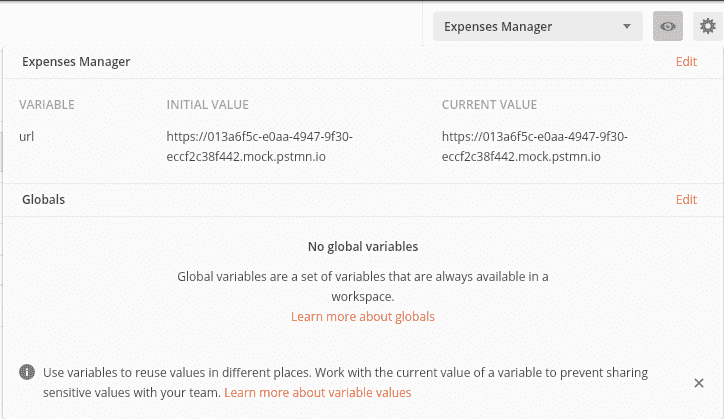 Expenses Manager
Expenses Manager Edit
VARIABLE INITIAL VALUE CURRENT VALUE
url https://013a6f5c-e0aa-4947-9f30- https://013a6f5c-e0aa-4947-9f30-
eccf2c38f442.mock.pstmn.io eccf2c38f442.mock.pstmn.io
Globals Edit
No global variables
Global variables are a set of variables that are always available in a
workspace.
Learn more about globals
Use variables to reuse values in different places. Work with the current value of a variable to prevent sharing
sensitive values with your team. Learn more about variable values